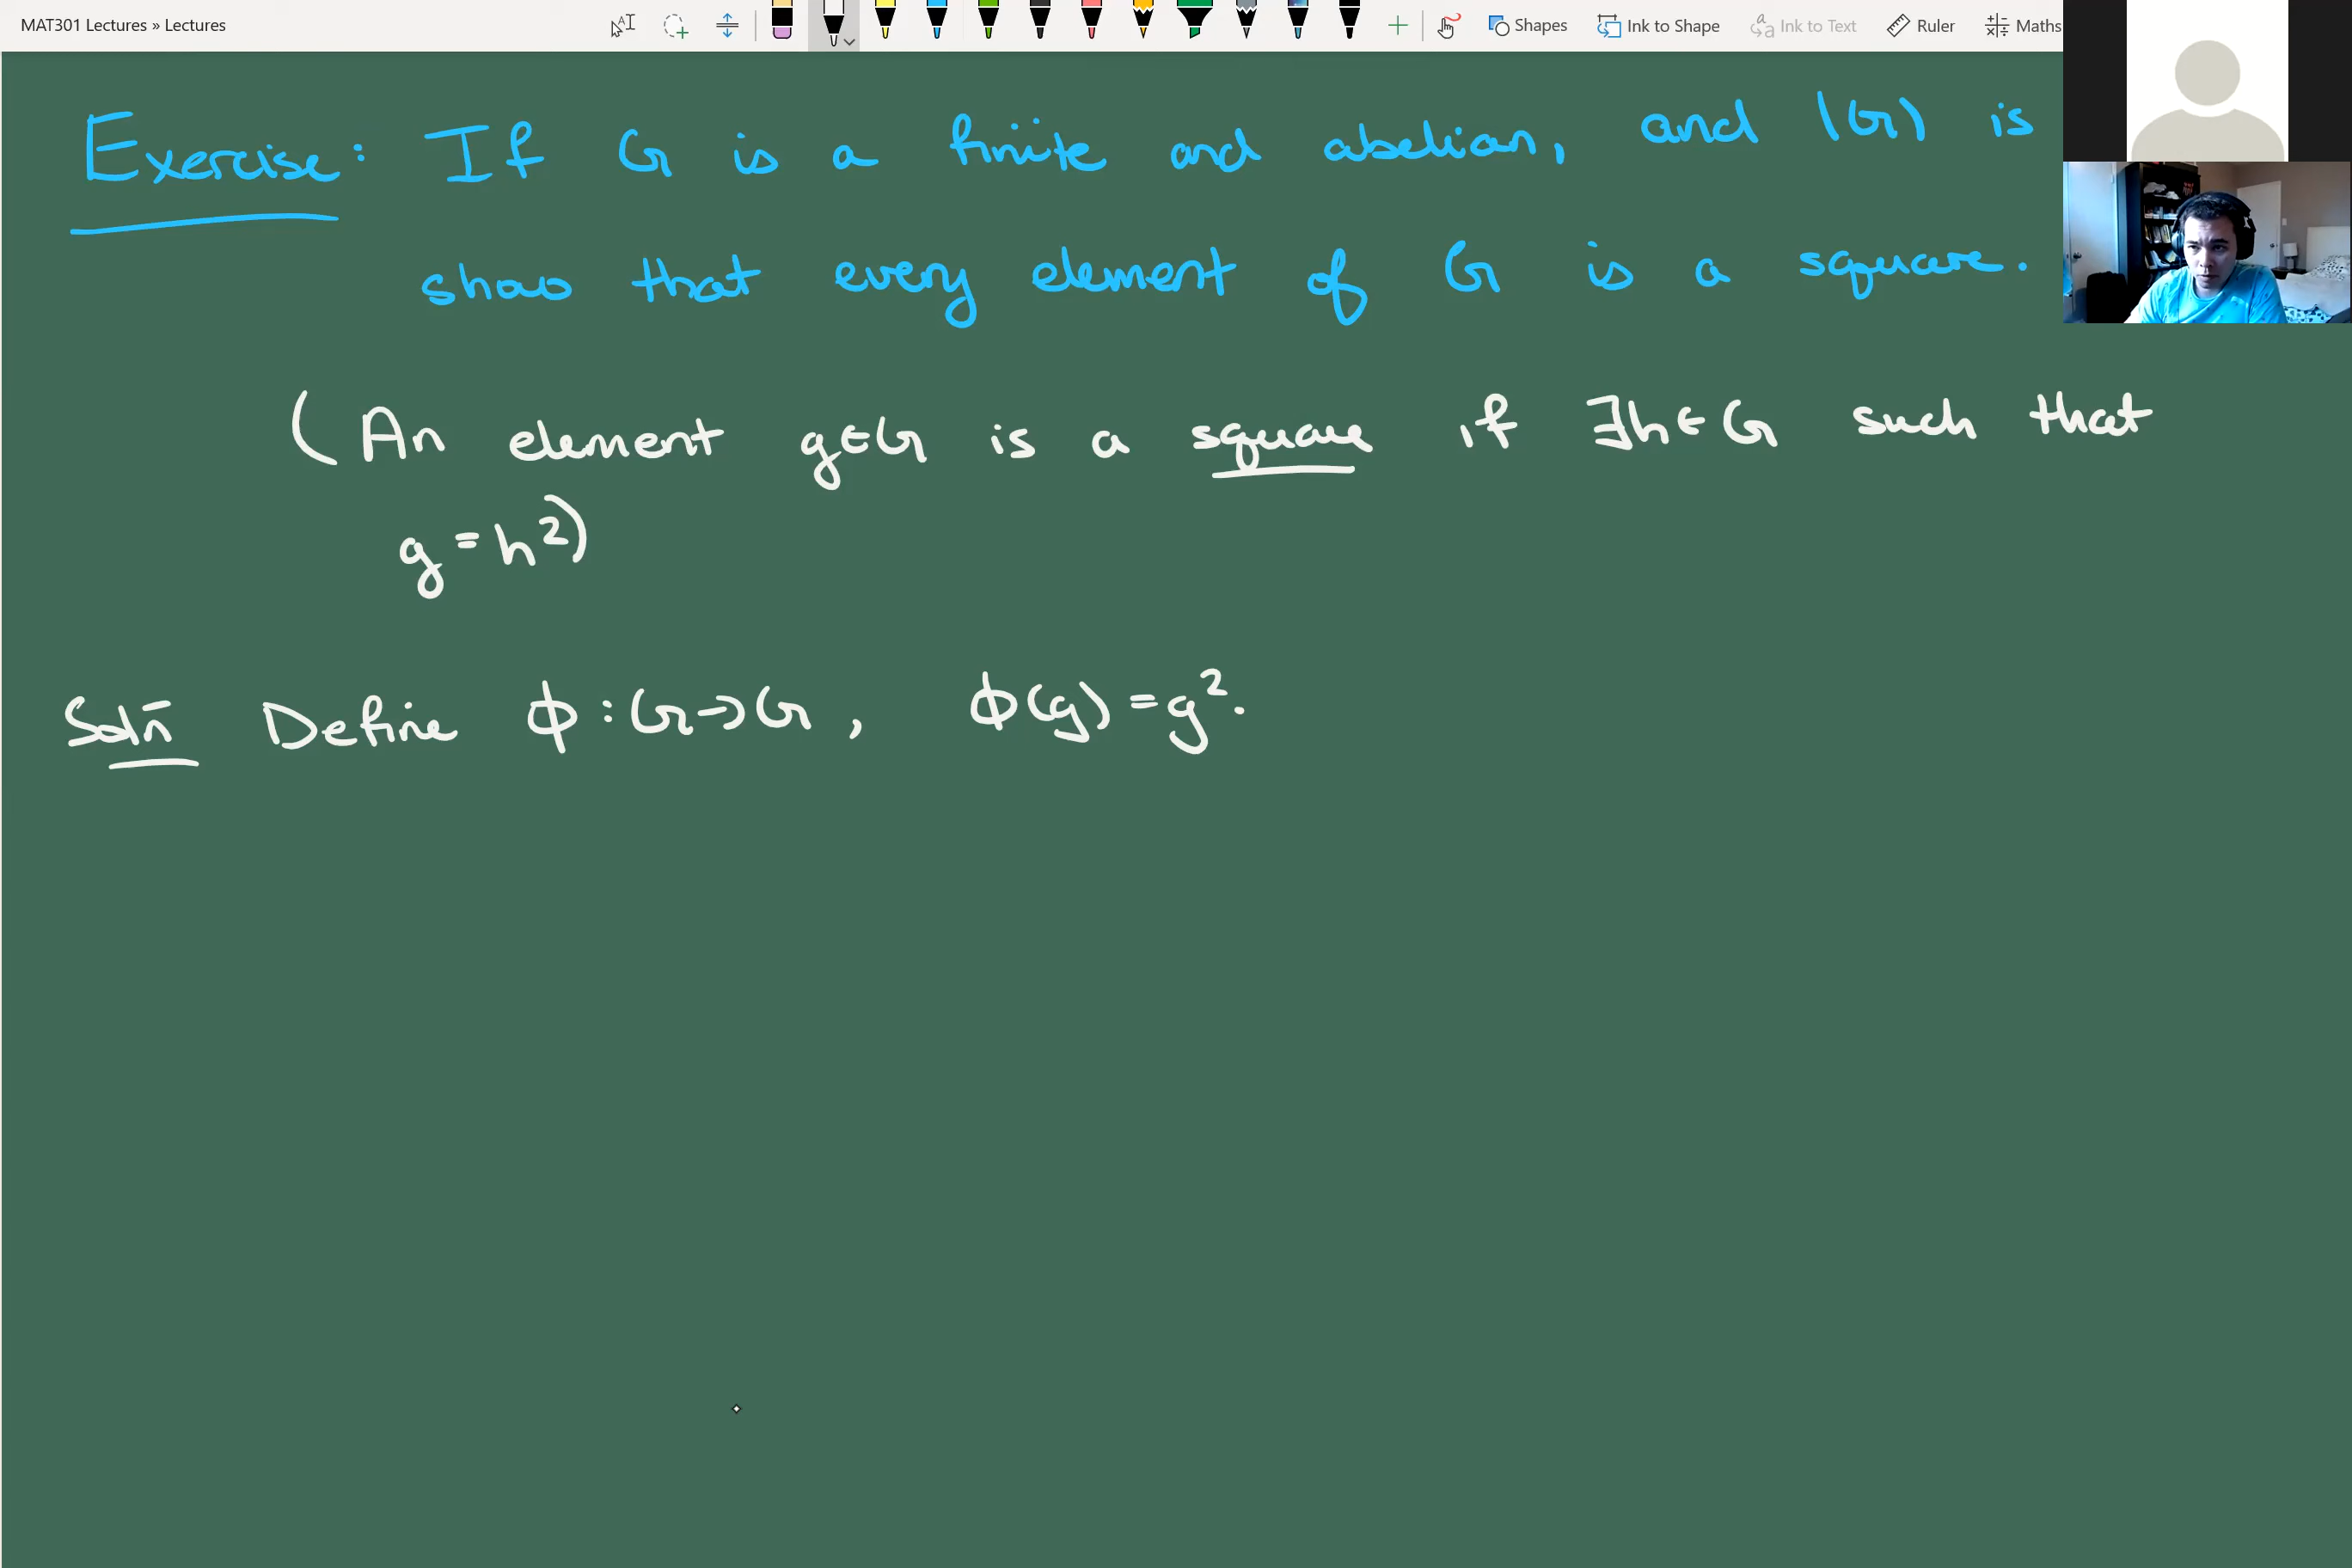 MAT301 Lectures » Lectures
Shapes Ink to Shape Ink to Text Ruler Maths
Exercise: If G is a finite and abelian, and |G| is
show that every element of G is a square.
(An element g∈G is a square if ∃h∈G such that
g=h²)
Soln Define Φ:G→G, Φ(g)=g².